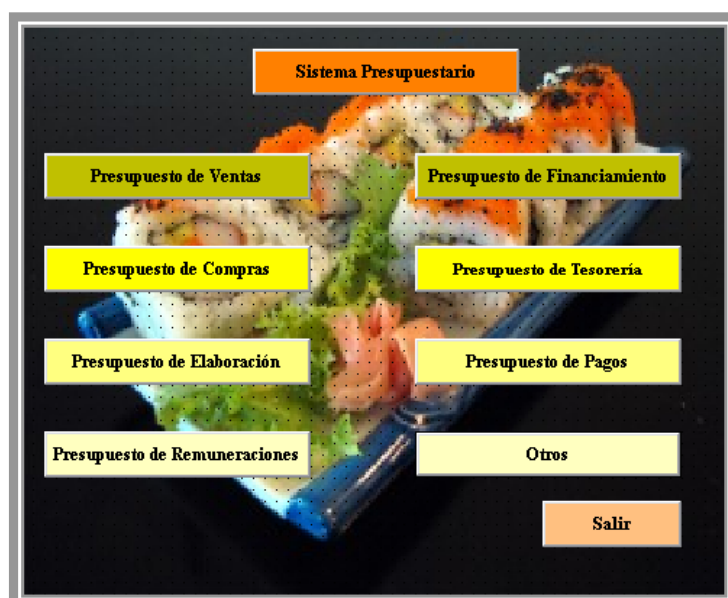 Sistema Presupuestario
Presupuesto de Ventas
Presupuesto de Financiamiento
Presupuesto de Compras
Presupuesto de Tesorería
Presupuesto de Elaboración
Presupuesto de Pagos
Presupuesto de Remuneraciones
Otros
Salir